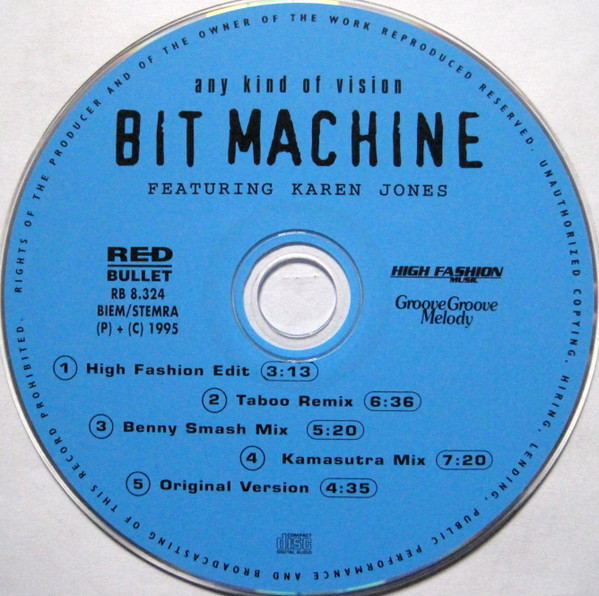 RIGHTS OF THE PRODUCER AND OF THE OWNER OF THE WORK REPRODUCED RESERVED. UNAUTHORIZED COPYING, HIRING, LENDING, PUBLIC PERFORMANCE AND BROADCASTING OF THIS RECORD PROHIBITED.
any kind of vision
BIT MACHINE
FEATURING KAREN JONES
RED
BULLET
RB 8.324
BIEM/STEMRA
(P) + (C) 1995
HIGH FASHION
MUSIC
GrooveGroove
Melody
1 High Fashion Edit 3:13
2 Taboo Remix 6:36
3 Benny Smash Mix 5:20
4 Kamasutra Mix 7:20
5 Original Version 4:35
COMPACT
disc
DIGITAL AUDIO